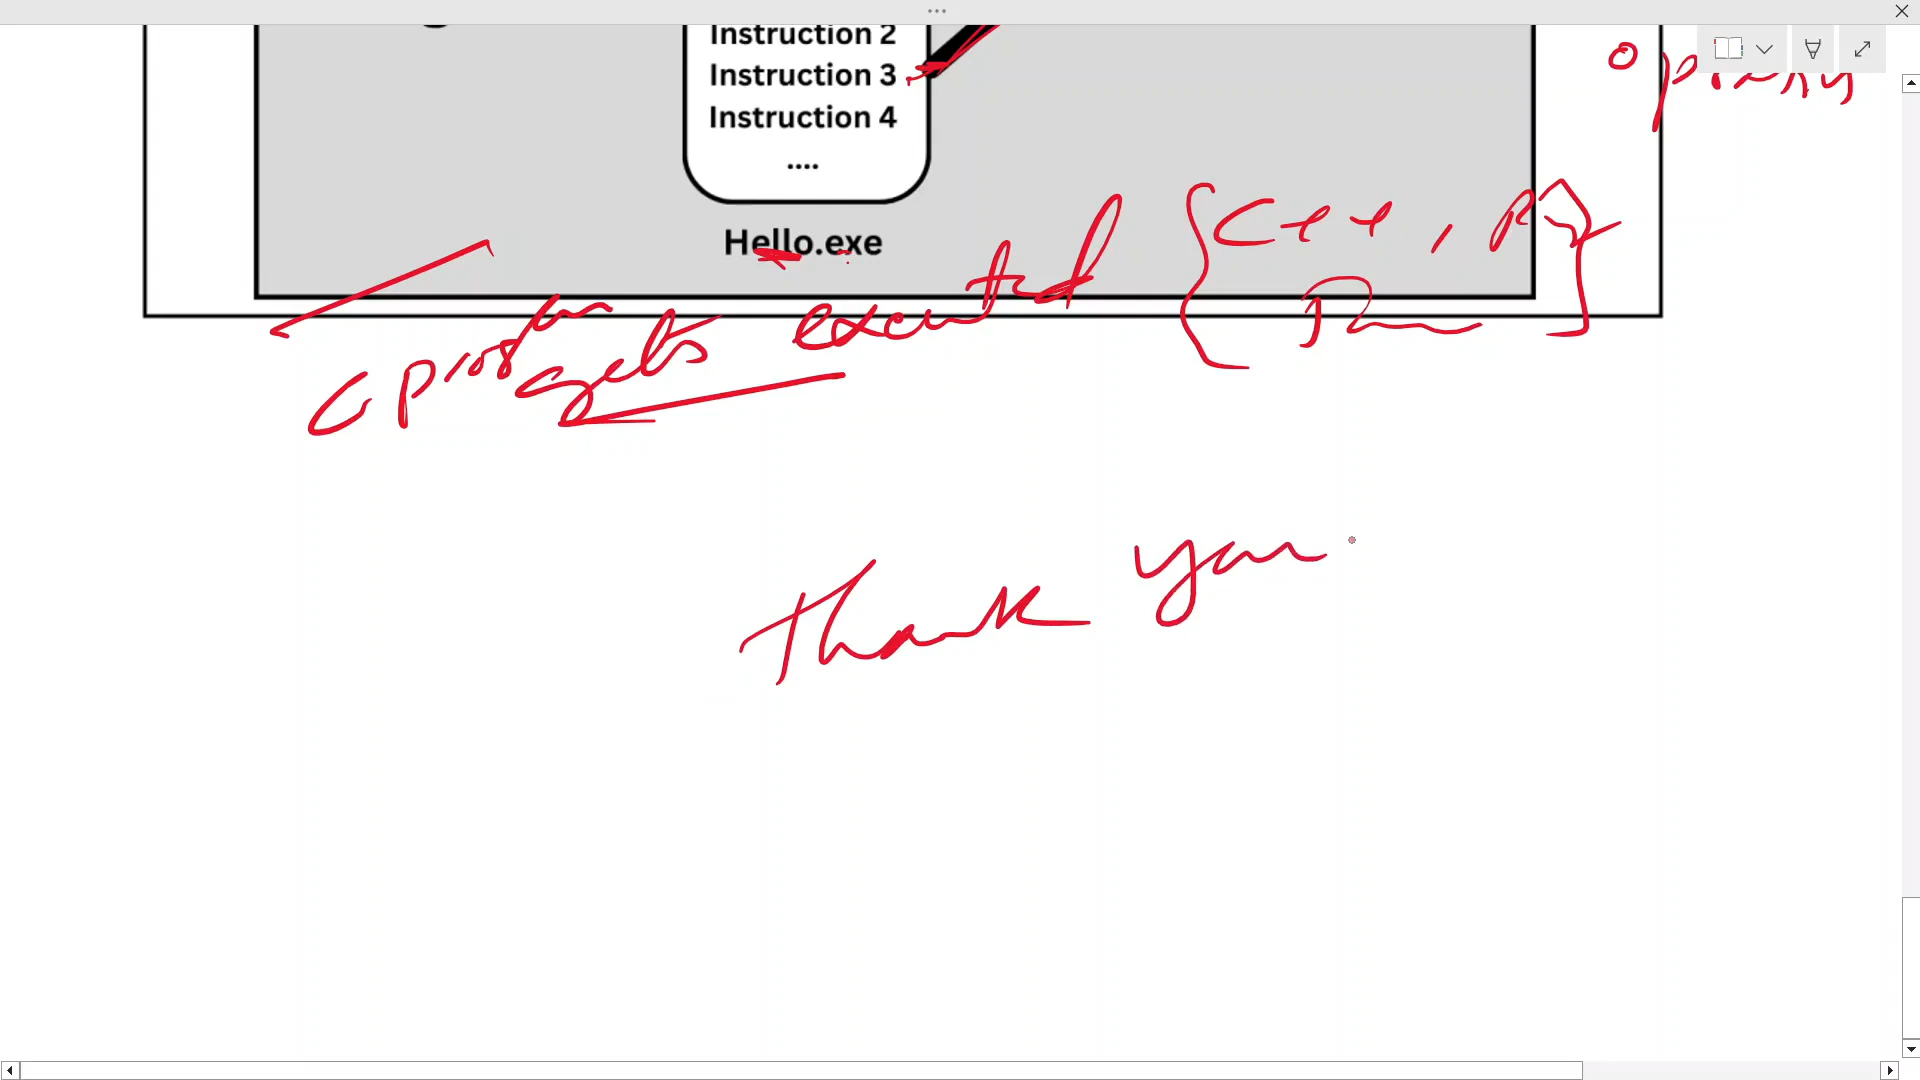 Instruction 2
Instruction 3
Instruction 4
....
Hello.exe
C++, Py
C program gets executed
Thank you